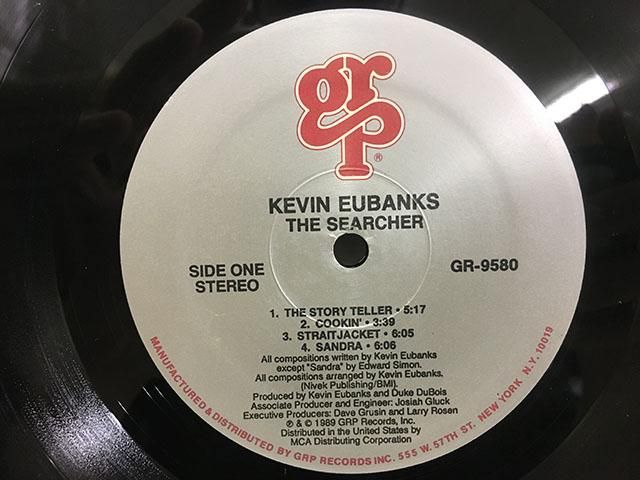 grp
®
KEVIN EUBANKS
THE SEARCHER
SIDE ONE
STEREO
GR-9580
1. THE STORY TELLER • 5:17
2. COOKIN' • 3:39
3. STRAITJACKET • 6:05
4. SANDRA • 6:06
All compositions written by Kevin Eubanks
except "Sandra" by Edward Simon.
All compositions arranged by Kevin Eubanks.
(Nivek Publishing/BMI).
Produced by Kevin Eubanks and Duke DuBois
Associate Producer and Engineer: Josiah Gluck
Executive Producers: Dave Grusin and Larry Rosen
℗ & © 1989 GRP Records, Inc.
Distributed in the United States by
MCA Distributing Corporation
MANUFACTURED & DISTRIBUTED BY GRP RECORDS INC. 555 W. 57TH ST. NEW YORK N.Y. 10019